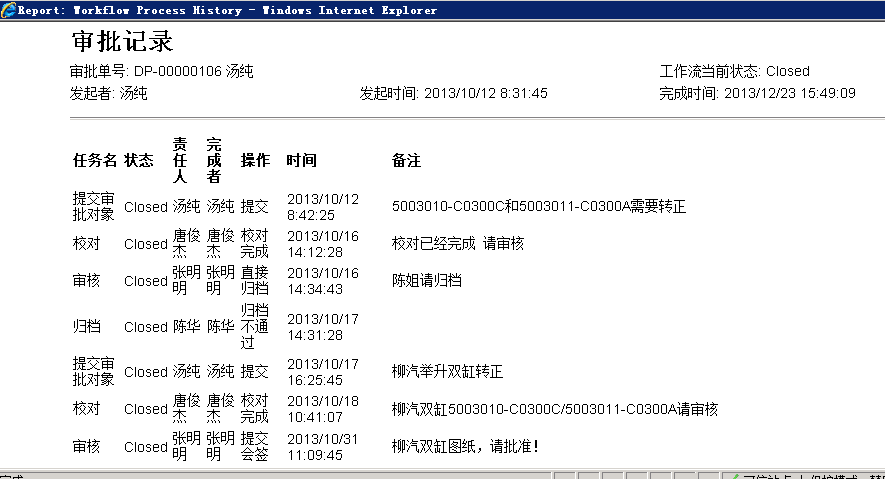 Report: Workflow Process History - Windows Internet Explorer
审批记录
审批单号: DP-00000106 汤纯 工作流当前状态: Closed
发起者: 汤纯 发起时间: 2013/10/12 8:31:45 完成时间: 2013/12/23 15:49:09
任务名 状态 责任人 完成者 操作 时间 备注
提交审批对象 Closed 汤纯 汤纯 提交 2013/10/12 8:42:25 5003010-C0300C和5003011-C0300A需要转正
校对 Closed 唐俊杰 唐俊杰 校对完成 2013/10/16 14:12:28 校对已经完成 请审核
审核 Closed 张明明 张明明 直接归档 2013/10/16 14:34:43 陈姐请归档
归档 Closed 陈华 陈华 归档不通过 2013/10/17 14:31:28
提交审批对象 Closed 汤纯 汤纯 提交 2013/10/17 16:25:45 柳汽举升双缸转正
校对 Closed 唐俊杰 唐俊杰 校对完成 2013/10/18 10:41:07 柳汽双缸5003010-C0300C/5003011-C0300A请审核
审核 Closed 张明明 张明明 提交会签 2013/10/31 11:09:45 柳汽双缸图纸，请批准！